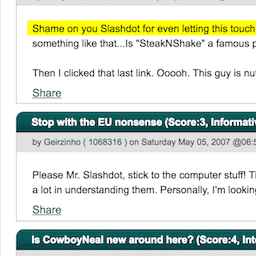 Shame on you Slashdot for even letting this touch
something like that...Is "SteakNShake" a famous p
Then I clicked that last link. Ooooh. This guy is nu
Share
Stop with the EU nonsense (Score:3, Informativ
by Geirzinho ( 1068316 ) on Saturday May 05, 2007 @06:5
Please Mr. Slashdot, stick to the computer stuff! T
a lot in understanding them. Personally, I'm lookin
Share
Is CowboyNeal new around here? (Score:4, Int